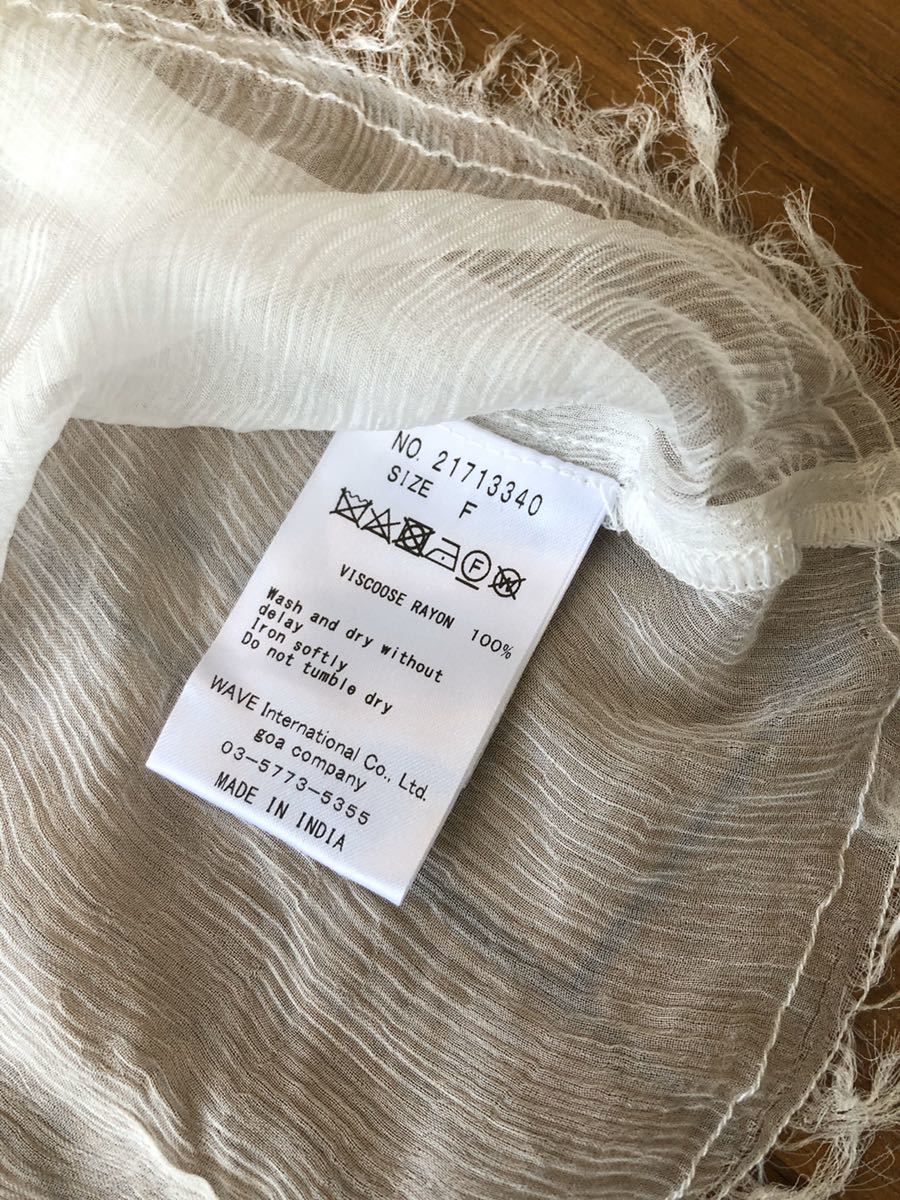 NO. 21713340
SIZE F
F W
VISCOOSE RAYON 100%
Wash and dry without
delay
Iron softly
Do not tumble dry
WAVE International Co., Ltd.
goa company
03-5773-5355
MADE IN INDIA